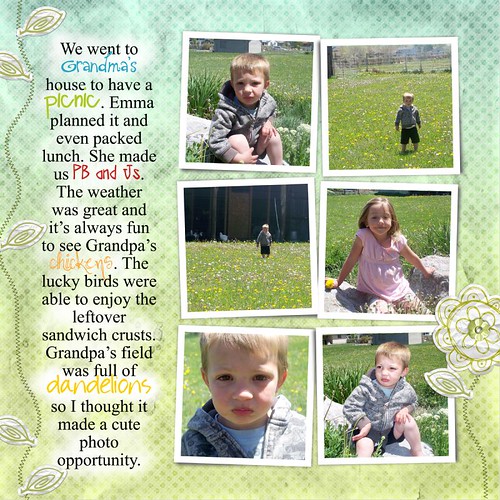 We went to
Grandma's
house to have a
picnic. Emma
planned it and
even packed
lunch. She made
us PB and Js.
The weather
was great and
it's always fun
to see Grandpa's
chickens. The
lucky birds were
able to enjoy the
leftover
sandwich crusts.
Grandpa's field
was full of
dandelions
so I thought it
made a cute
photo
opportunity.